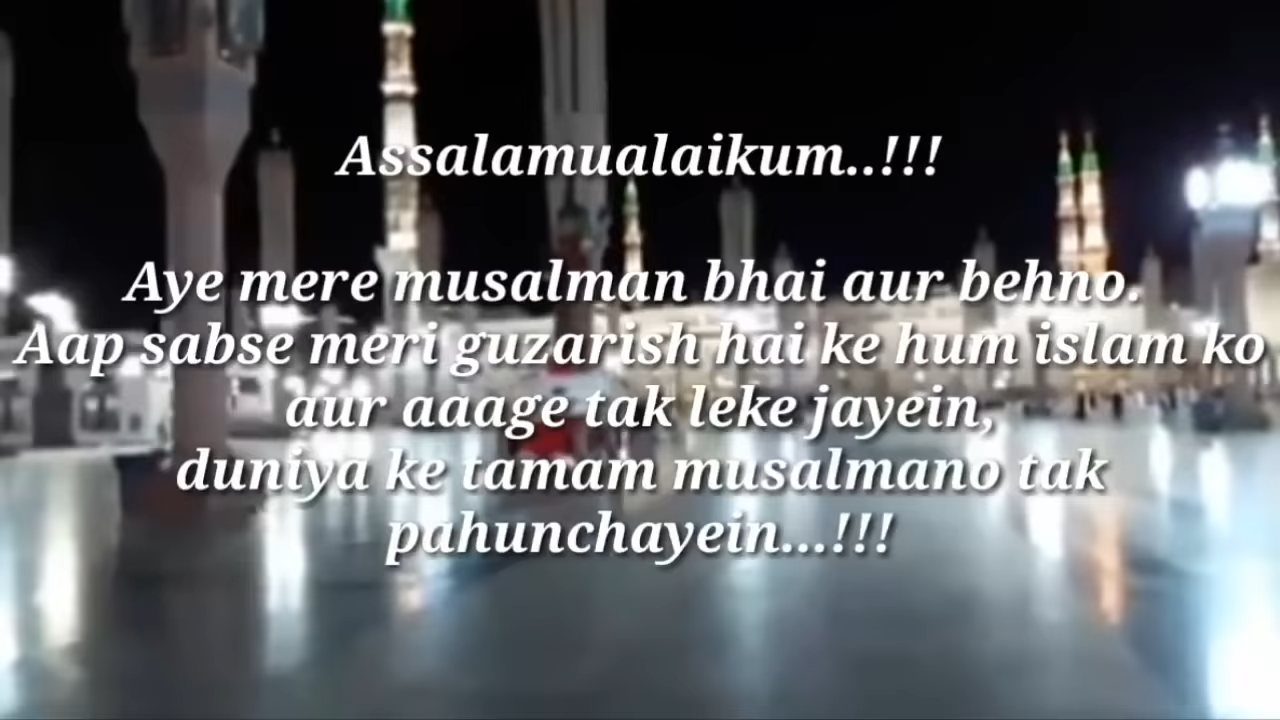 Assalamualaikum..!!!
Aye mere musalman bhai aur behno.
Aap sabse meri guzarish hai ke hum islam ko
aur aaage tak leke jayein,
duniya ke tamam musalmano tak
pahunchayein...!!!